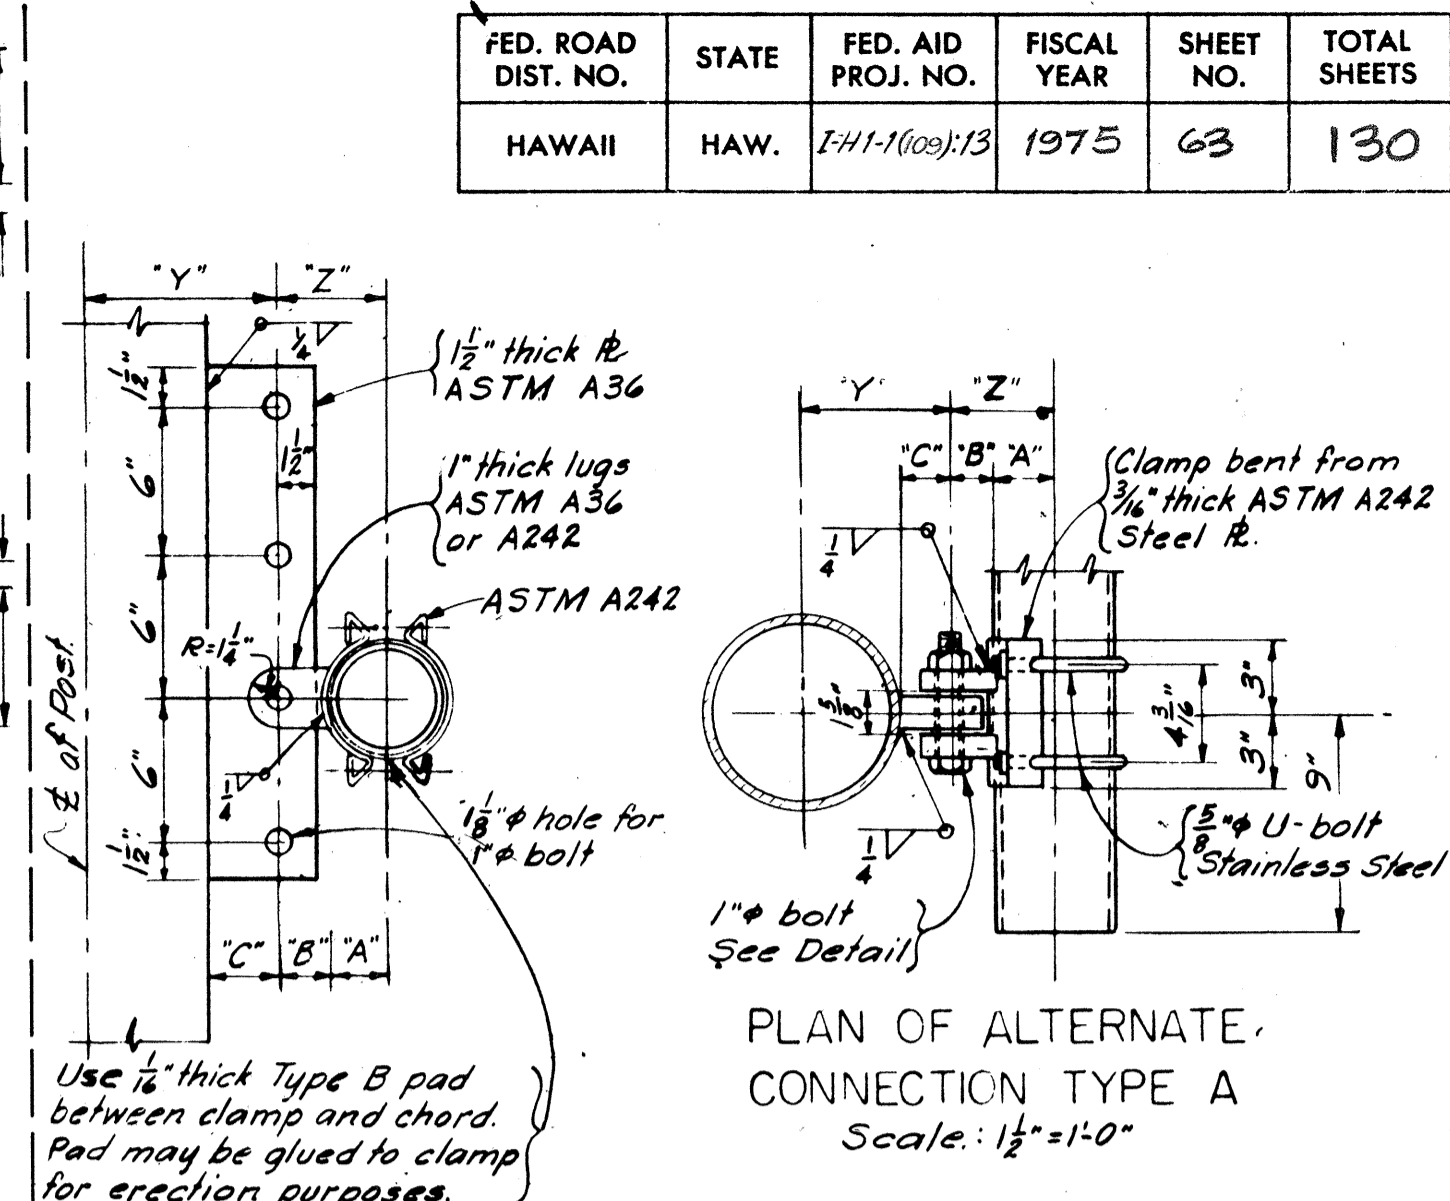 FED. ROAD DIST. NO.
STATE
FED. AID PROJ. NO.
FISCAL YEAR
SHEET NO.
TOTAL SHEETS
HAWAII
HAW.
I-H1-1(109):13
1975
63
130
"Y"
"Z"
1/4
1 1/2" thick ℞
ASTM A36
1 1/2"
6"
1 1/2"
1" thick lugs
ASTM A36
or A242
ASTM A242
6"
R=1 1/4"
℄ of Post
6"
1/4
1 1/8"φ hole for
1"φ bolt
1 1/2"
"C"
"B"
"A"
Use 1/16" thick Type B pad
between clamp and chord.
Pad may be glued to clamp
for erection purposes.
"Y"
"Z"
"C"
"B"
"A"
Clamp bent from
3/16" thick ASTM A242
Steel ℞.
1/4
1 5/8"
4 3/16"
3"
3"
9"
1/4
5/8"φ U-bolt
Stainless Steel
1"φ bolt
See Detail
PLAN OF ALTERNATE
CONNECTION TYPE A
Scale: 1 1/2"=1'-0"